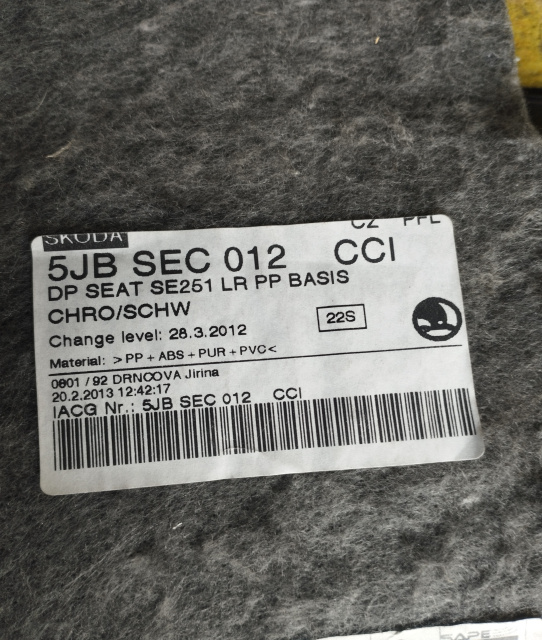 CZ PFL
SKODA
5JB SEC 012 CCI
DP SEAT SE251 LR PP BASIS
CHRO/SCHW
22S
Change level: 28.3.2012
Material: >PP+ABS+PUR+PVC<
0801 / 92 DRNCOVA Jirina
20.2.2013 12:42:17
IACG Nr.: 5JB SEC 012 CCI